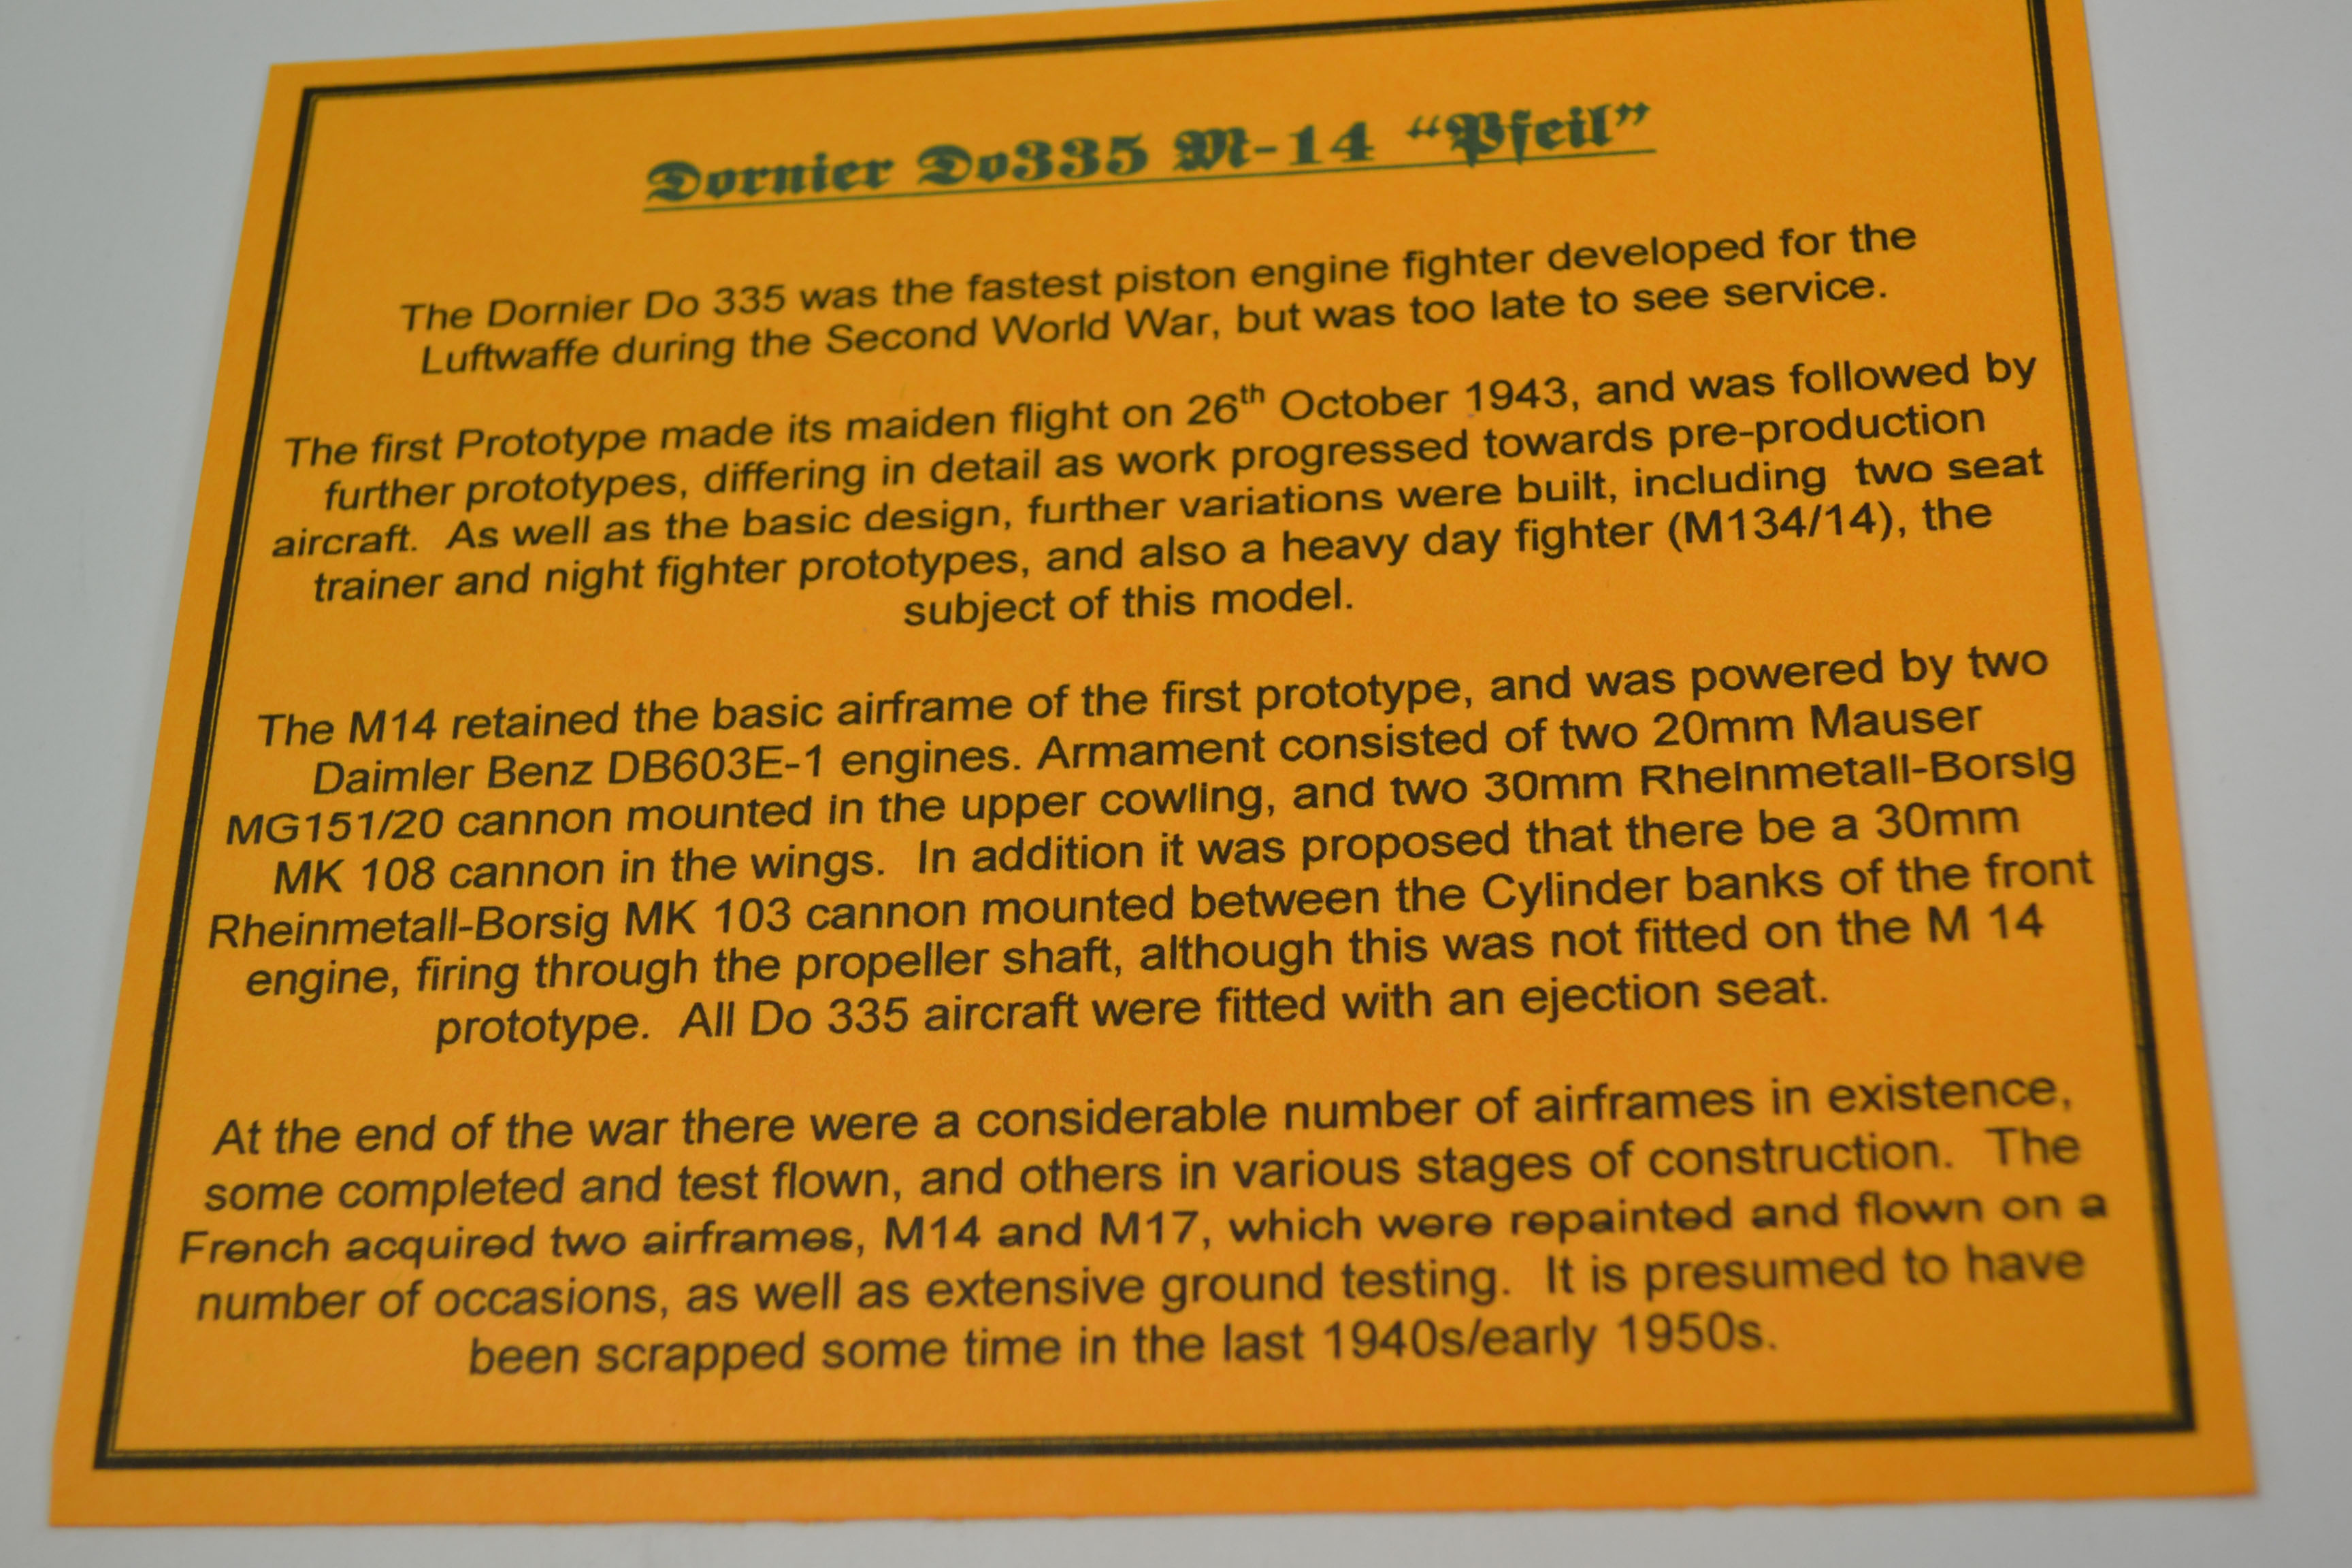 Dornier Do335 M-14 “Pfeil”
The Dornier Do 335 was the fastest piston engine fighter developed for the
Luftwaffe during the Second World War, but was too late to see service.
The first Prototype made its maiden flight on 26th October 1943, and was followed by
further prototypes, differing in detail as work progressed towards pre-production
aircraft. As well as the basic design, further variations were built, including two seat
trainer and night fighter prototypes, and also a heavy day fighter (M134/14), the
subject of this model.
The M14 retained the basic airframe of the first prototype, and was powered by two
Daimler Benz DB603E-1 engines. Armament consisted of two 20mm Mauser
MG151/20 cannon mounted in the upper cowling, and two 30mm Rheinmetall-Borsig
MK 108 cannon in the wings. In addition it was proposed that there be a 30mm
Rheinmetall-Borsig MK 103 cannon mounted between the Cylinder banks of the front
engine, firing through the propeller shaft, although this was not fitted on the M 14
prototype. All Do 335 aircraft were fitted with an ejection seat.
At the end of the war there were a considerable number of airframes in existence,
some completed and test flown, and others in various stages of construction. The
French acquired two airframes, M14 and M17, which were repainted and flown on a
number of occasions, as well as extensive ground testing. It is presumed to have
been scrapped some time in the last 1940s/early 1950s.